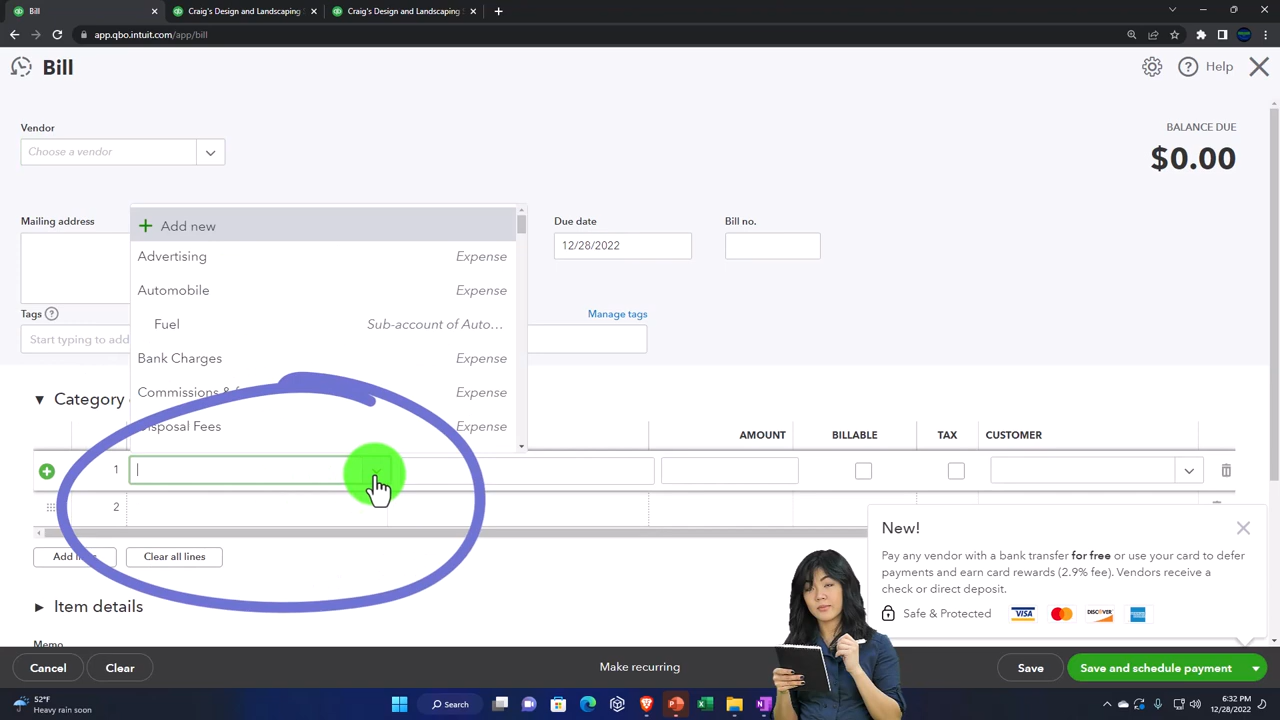 Bill
Craig's Design and Landscaping S
Craig's Design and Landscaping S
app.qbo.intuit.com/app/bill
Bill
Help
Vendor
Choose a vendor
BALANCE DUE
$0.00
Mailing address
Due date
Bill no.
12/28/2022
Add new
Advertising Expense
Automobile Expense
Fuel Sub-account of Auto…
Bank Charges Expense
Commissions & Expense
Disposal Fees Expense
Tags
Manage tags
Start typing to add
Category
AMOUNT BILLABLE TAX CUSTOMER
1
2
Add lines
Clear all lines
Item details
Memo
New!
Pay any vendor with a bank transfer for free or use your card to defer
payments and earn card rewards (2.9% fee). Vendors receive a
check or direct deposit.
Safe & Protected VISA
Cancel
Clear
Make recurring
Save
Save and schedule payment
52°F
Heavy rain soon
Search
6:32 PM
12/28/2022